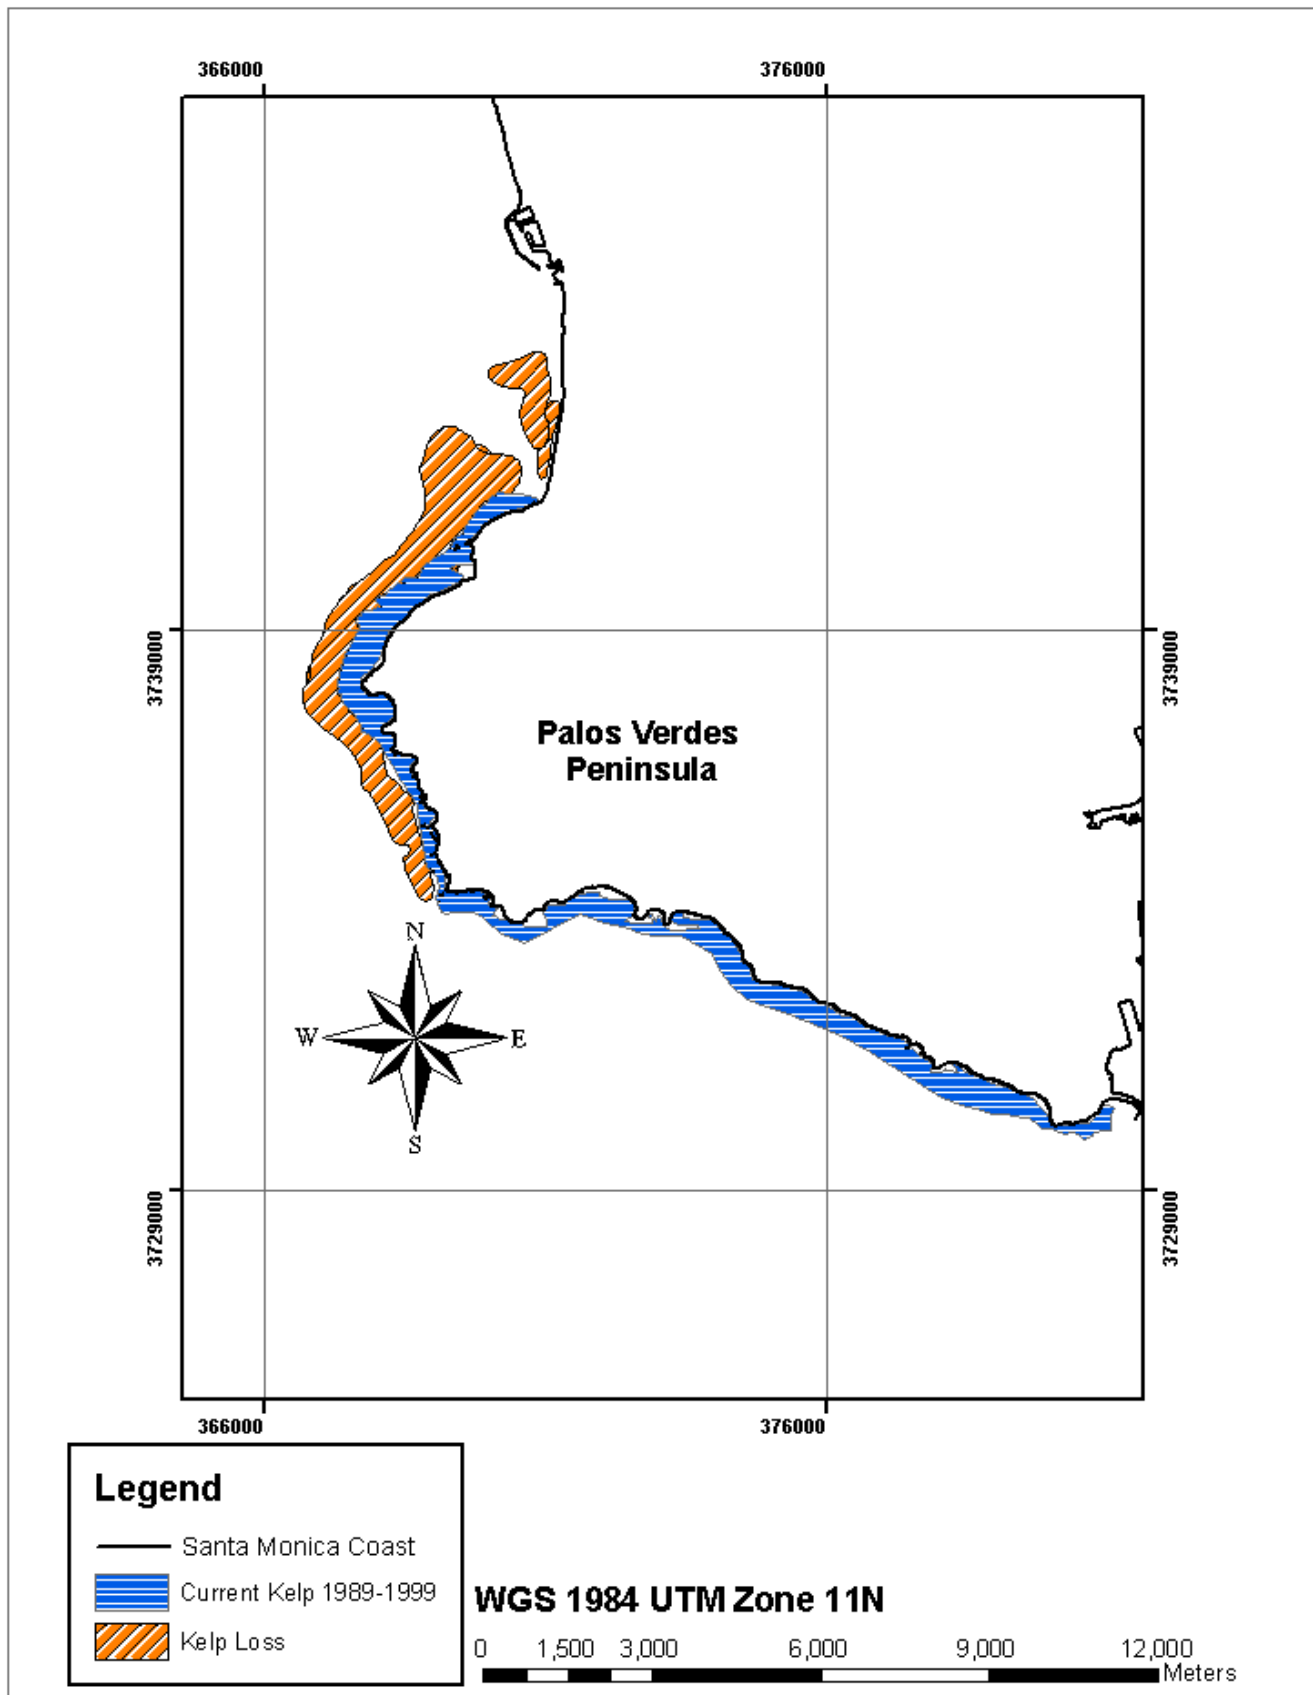 366000 376000
3739000 3739000
Palos Verdes
Peninsula
N
W E
S
3729000 3729000
366000 376000
Legend
Santa Monica Coast
Current Kelp 1989-1999
Kelp Loss
WGS 1984 UTM Zone 11N
0 1,500 3,000 6,000 9,000 12,000
Meters